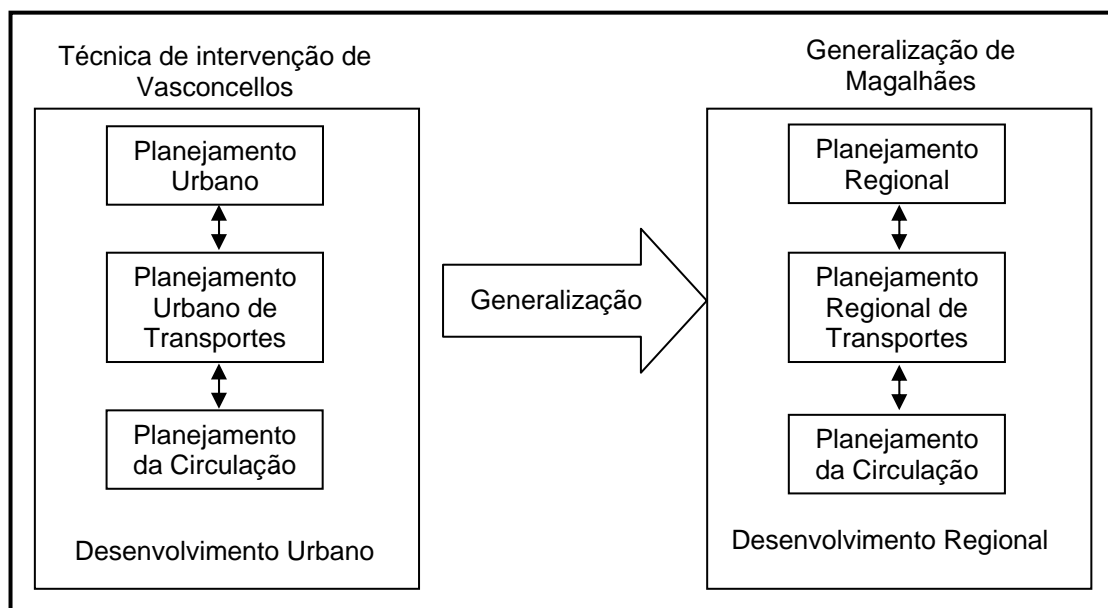 Técnica de intervenção de
Vasconcellos
Planejamento
Urbano
Planejamento
Urbano de
Transportes
Planejamento
da Circulação
Desenvolvimento Urbano
Generalização
Generalização de
Magalhães
Planejamento
Regional
Planejamento
Regional de
Transportes
Planejamento
da Circulação
Desenvolvimento Regional